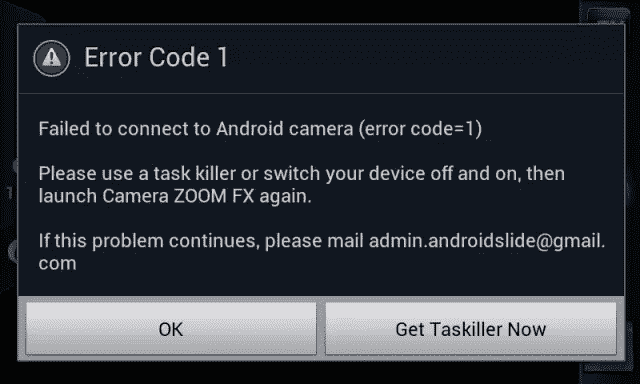 Error Code 1
Failed to connect to Android camera (error code=1)
Please use a task killer or switch your device off and on, then
launch Camera ZOOM FX again.
If this problem continues, please mail admin.androidslide@gmail.
com
OK
Get Taskiller Now